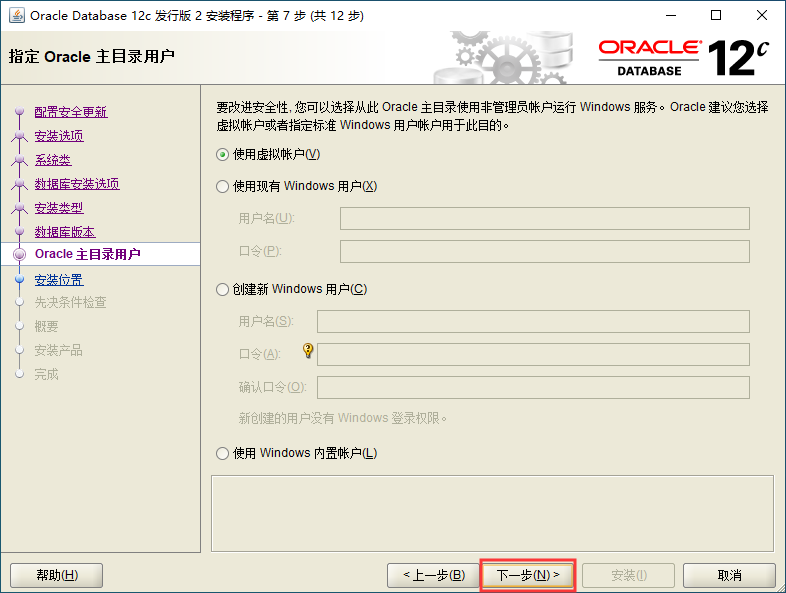 Oracle Database 12c 发行版 2 安装程序 - 第 7 步 (共 12 步)
指定 Oracle 主目录用户
ORACLE®
DATABASE
12c
配置安全更新
安装选项
系统类
数据库安装选项
安装类型
数据库版本
Oracle 主目录用户
安装位置
先决条件检查
概要
安装产品
完成
要改进安全性, 您可以选择从此 Oracle 主目录使用非管理员帐户运行 Windows 服务。Oracle 建议您选择
虚拟帐户或者指定标准 Windows 用户帐户用于此目的。
使用虚拟帐户(V)
使用现有 Windows 用户(X)
用户名(U):
口令(P):
创建新 Windows 用户(C)
用户名(S):
口令(A):
确认口令(O):
新创建的用户没有 Windows 登录权限。
使用 Windows 内置帐户(L)
帮助(H)
< 上一步(B)
下一步(N) >
安装(I)
取消